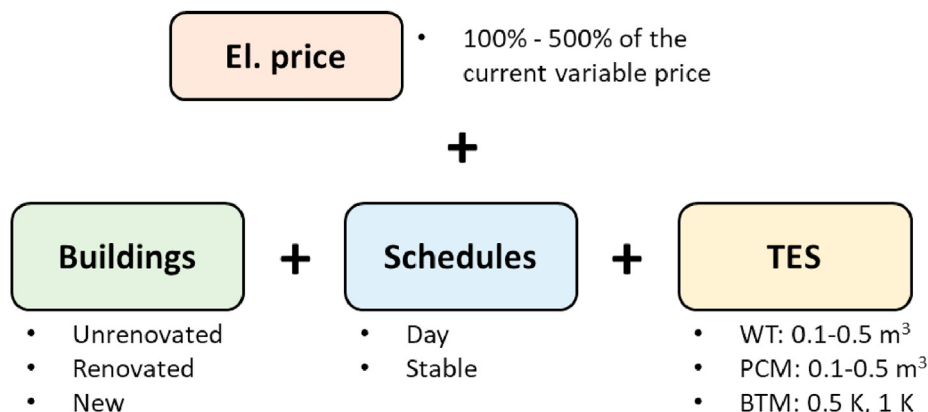 El. price
• 100% - 500% of the
current variable price
+
Buildings + Schedules + TES
• Unrenovated
• Renovated
• New
• Day
• Stable
• WT: 0.1-0.5 m³
• PCM: 0.1-0.5 m³
• BTM: 0.5 K, 1 K